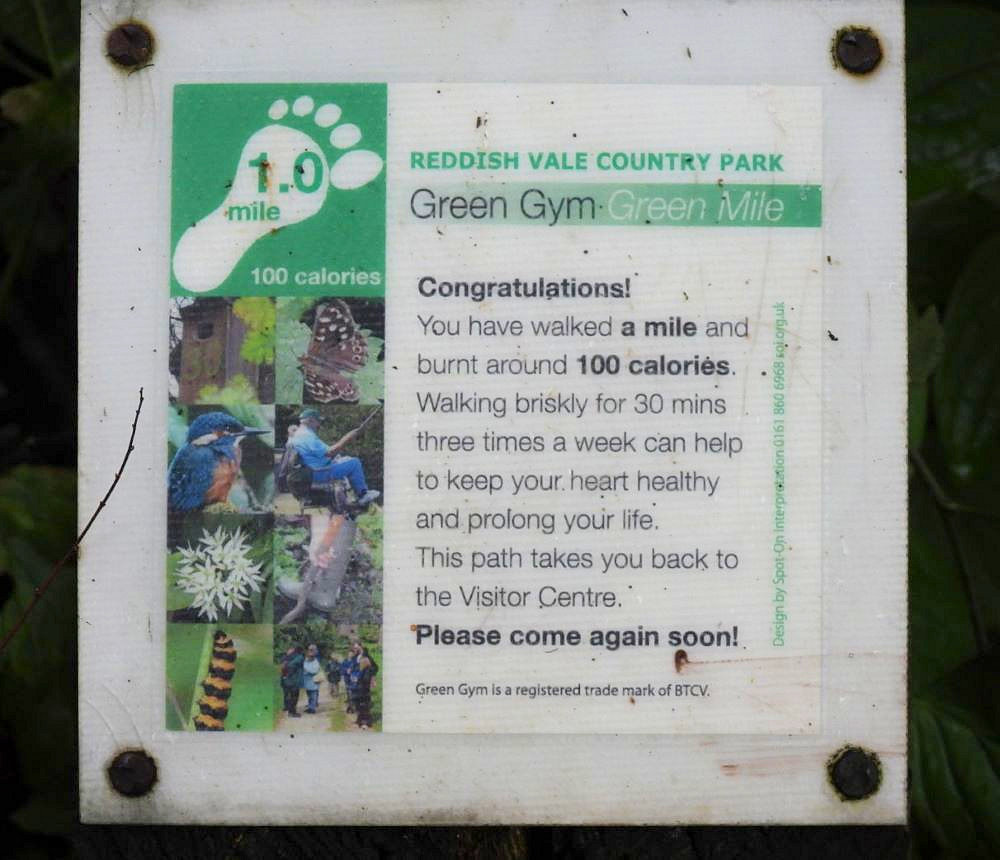 1.0
mile
100 calories
REDDISH VALE COUNTRY PARK
Green Gym Green Mile
Congratulations!
You have walked a mile and
burnt around 100 calories.
Walking briskly for 30 mins
three times a week can help
to keep your heart healthy
and prolong your life.
This path takes you back to
the Visitor Centre.
Please come again soon!
Green Gym is a registered trade mark of BTCV.
Design by Spot-On Interpretation 0161 860 6968 soi.org.uk